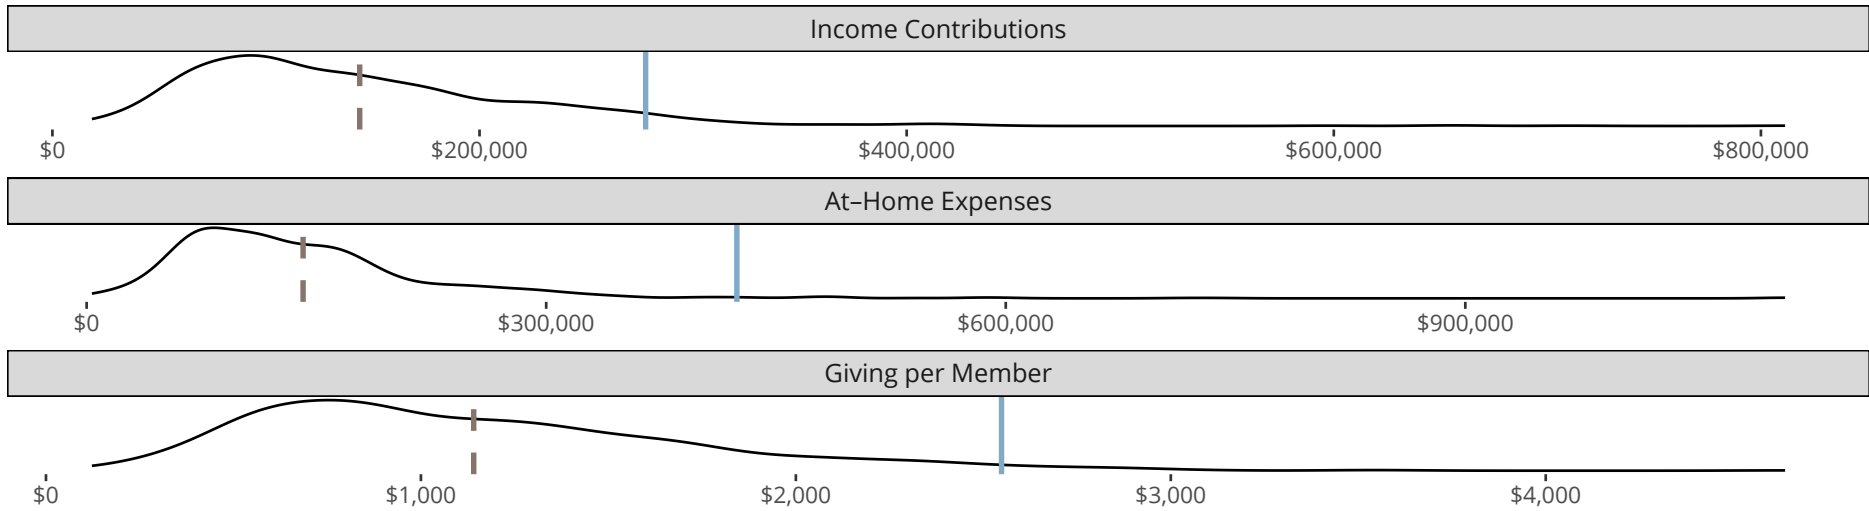 Income Contributions
$0 $200,000 $400,000 $600,000 $800,000
At–Home Expenses
$0 $300,000 $600,000 $900,000
Giving per Member
$0 $1,000 $2,000 $3,000 $4,000